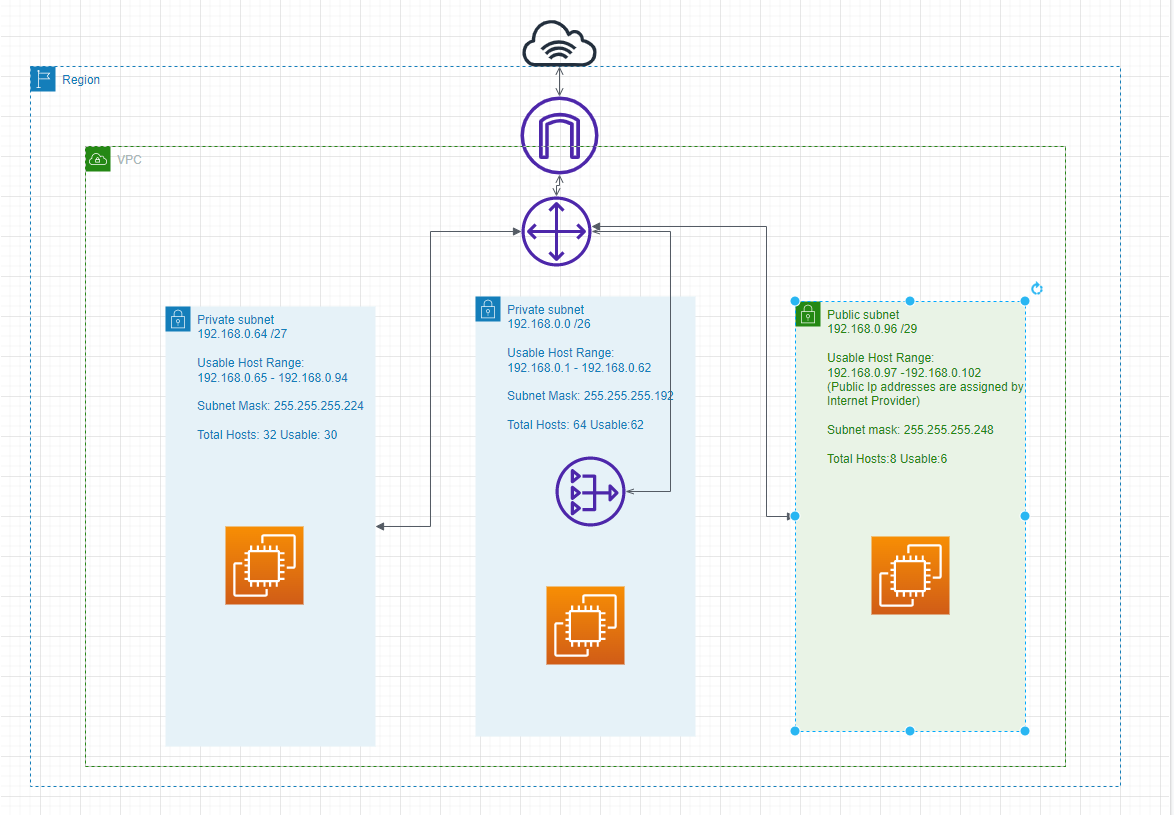 Region
VPC
Private subnet
192.168.0.64 /27
Usable Host Range:
192.168.0.65 - 192.168.0.94
Subnet Mask: 255.255.255.224
Total Hosts: 32 Usable: 30
Private subnet
192.168.0.0 /26
Usable Host Range:
192.168.0.1 - 192.168.0.62
Subnet Mask: 255.255.255.192
Total Hosts: 64 Usable:62
Public subnet
192.168.0.96 /29
Usable Host Range:
192.168.0.97 -192.168.0.102
(Public Ip addresses are assigned by
Internet Provider)
Subnet mask: 255.255.255.248
Total Hosts:8 Usable:6